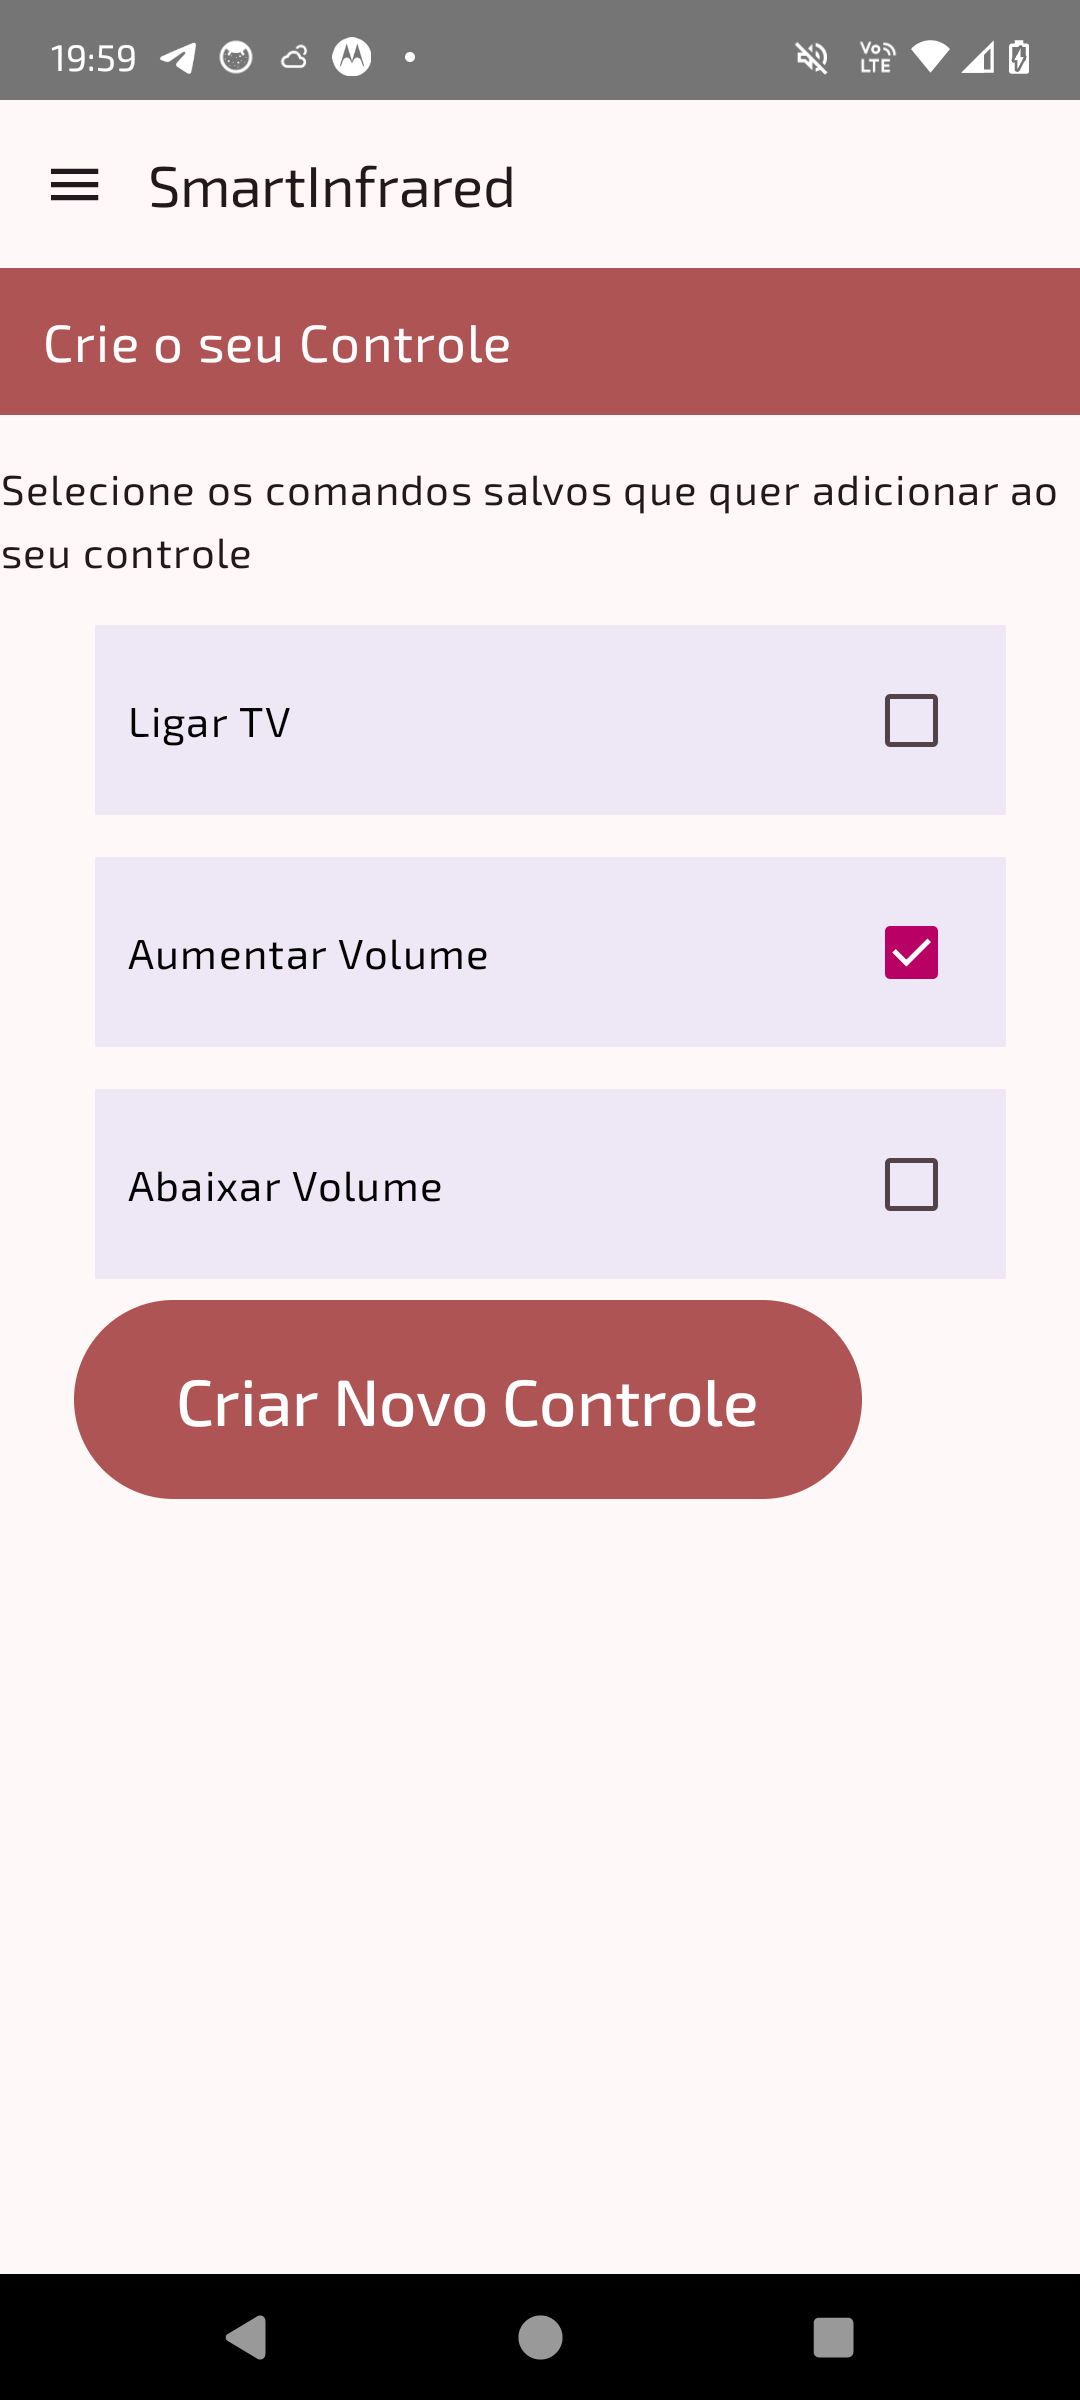 19:59
Vo LTE
SmartInfrared
Crie o seu Controle
Selecione os comandos salvos que quer adicionar ao
seu controle
Ligar TV
Aumentar Volume
Abaixar Volume
Criar Novo Controle